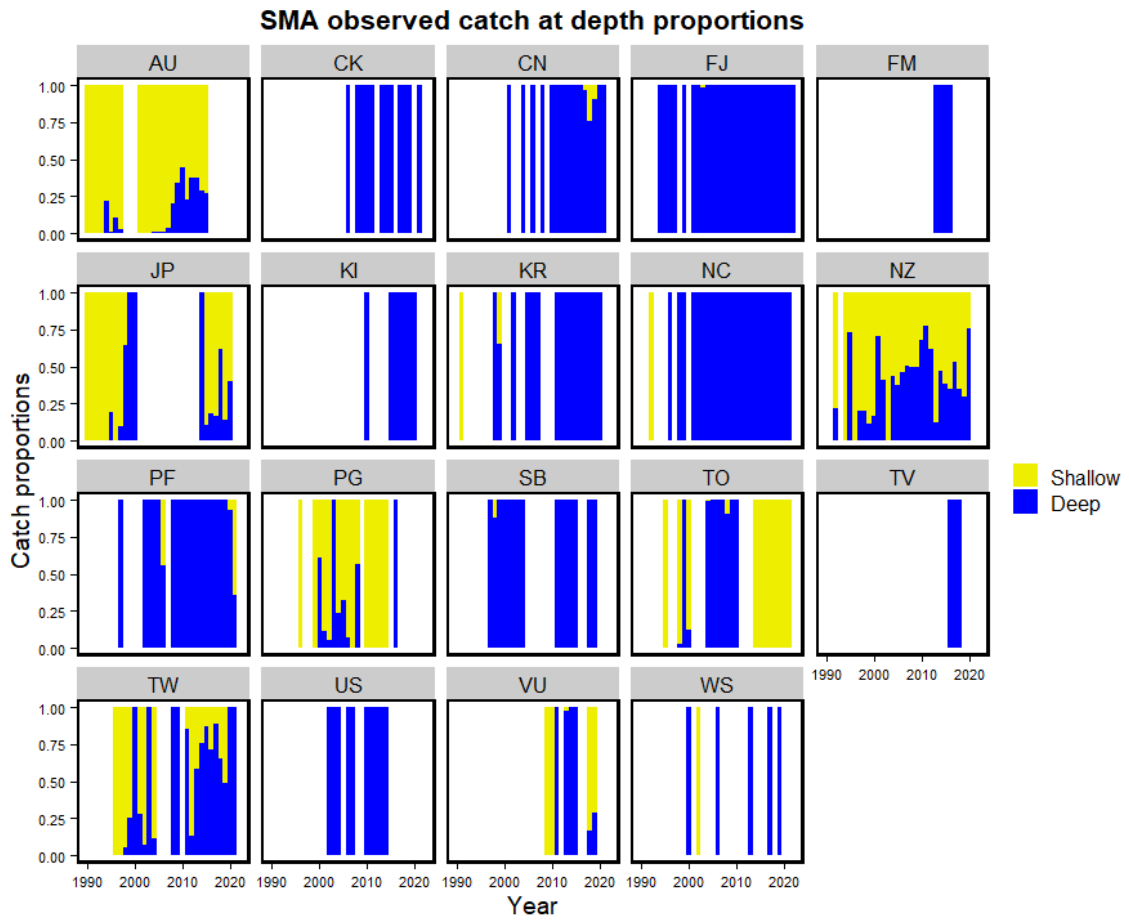 SMA observed catch at depth proportions
AU CK CN FJ FM
1.00
0.75
0.50
0.25
0.00
JP KI KR NC NZ
1.00
0.75
0.50
0.25
0.00
PF PG SB TO TV
1.00
0.75
0.50
0.25
0.00
1990 2000 2010 2020
TW US VU WS
1.00
0.75
0.50
0.25
0.00
1990 2000 2010 2020 1990 2000 2010 2020 1990 2000 2010 2020 1990 2000 2010 2020
Year
Catch proportions
Shallow
Deep